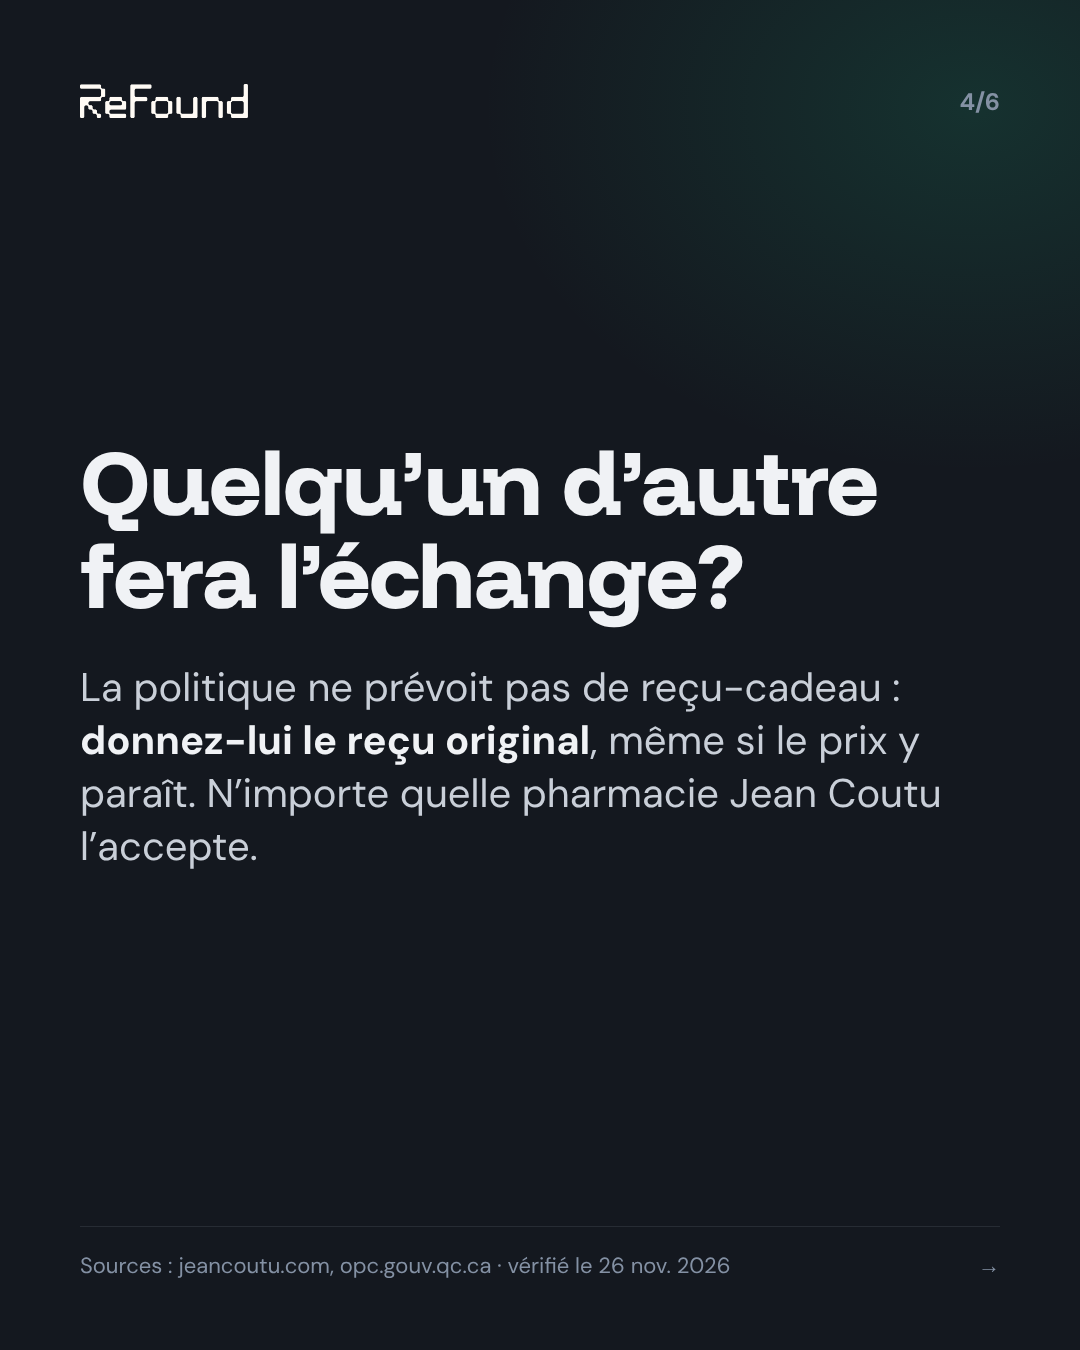 ReFound
4/6
Quelqu’un d’autre
fera l’échange?
La politique ne prévoit pas de reçu-cadeau :
donnez-lui le reçu original, même si le prix y
paraît. N’importe quelle pharmacie Jean Coutu
l’accepte.
Sources : jeancoutu.com, opc.gouv.qc.ca · vérifié le 26 nov. 2026
→